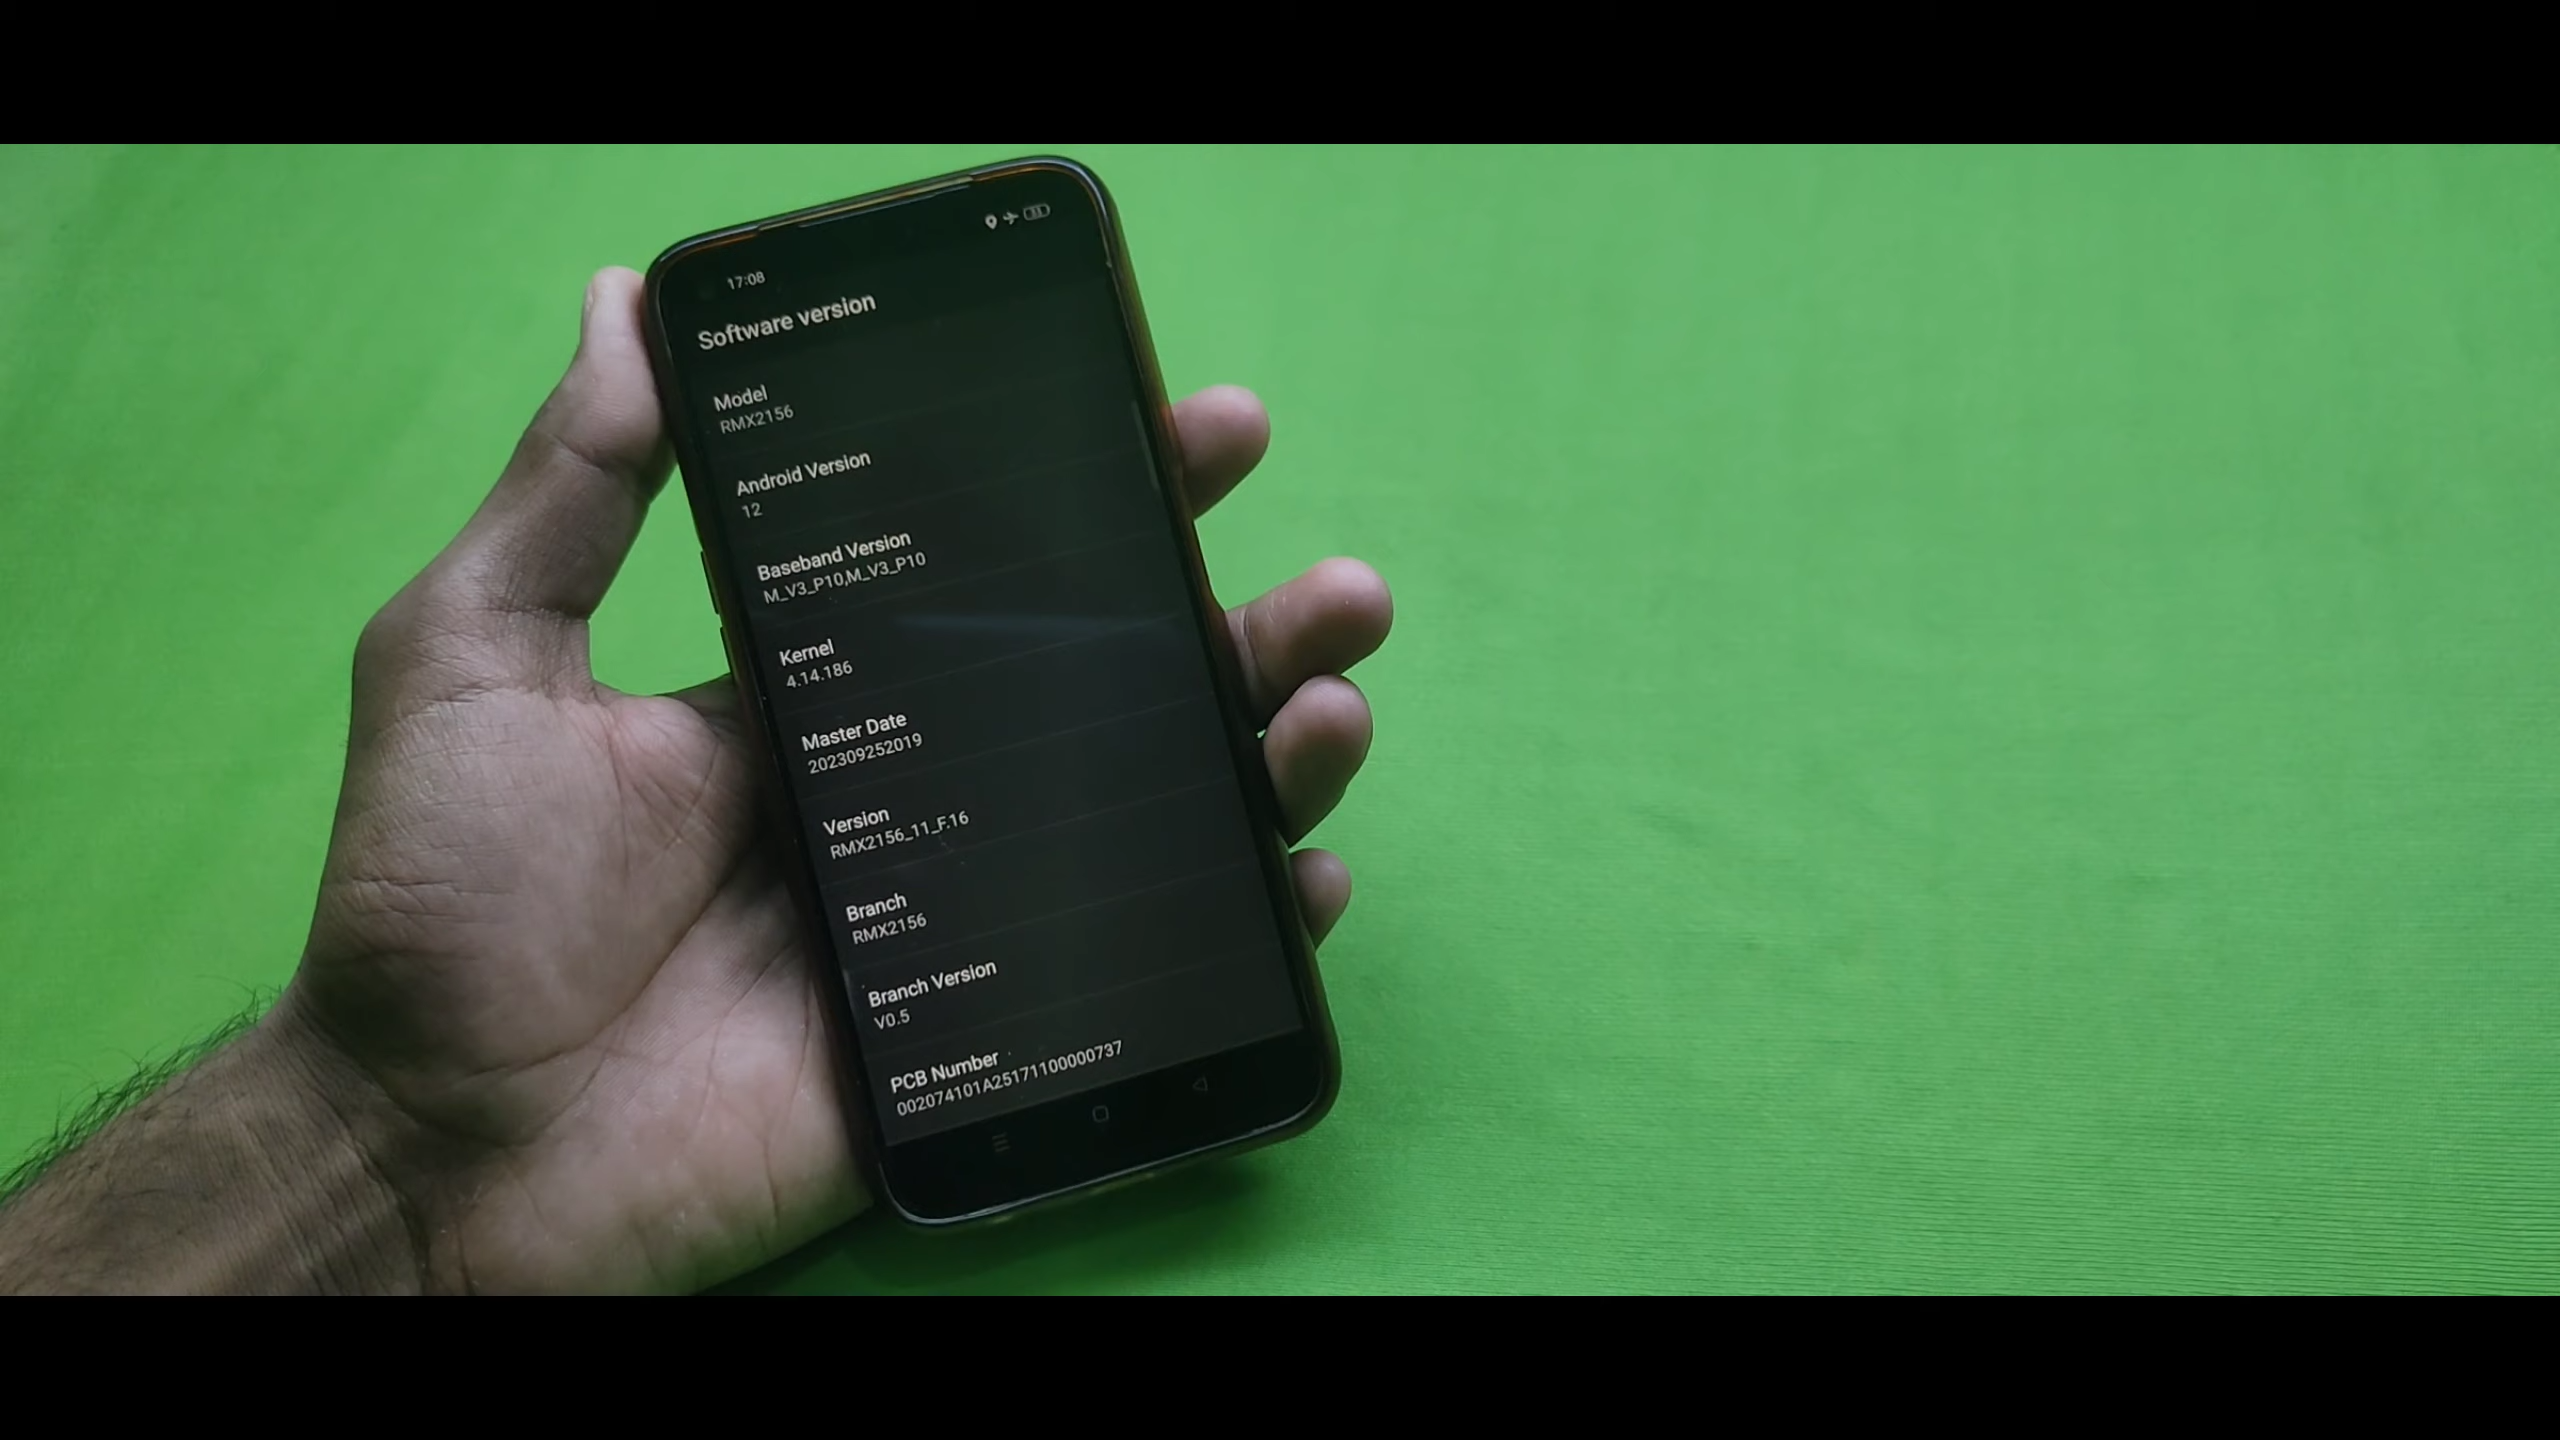 17:08
Software version
Model
RMX2156
Android Version
12
Baseband Version
M_V3_P10,M_V3_P10
Kernel
4.14.186
Master Date
202309252019
Version
RMX2156_11_F.16
Branch
RMX2156
Branch Version
V0.5
PCB Number
002074101A2517110000737